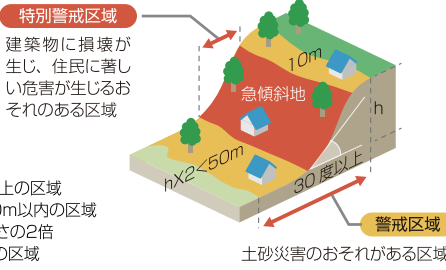 特別警戒区域
建築物に損壊が
生じ、住民に著し
い危害が生じるお
それのある区域
10m
急傾斜地
h
hX2<50m
30度以上
上の区域
0m以内の区域
さの2倍
の区域
警戒区域
土砂災害のおそれがある区域